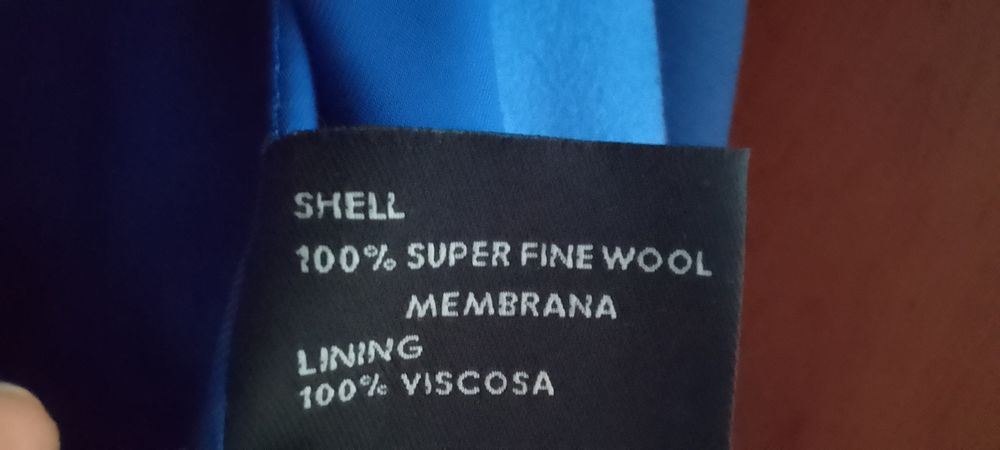 SHELL
100% SUPER FINE WOOL
MEMBRANA
LINING
100% VISCOSA